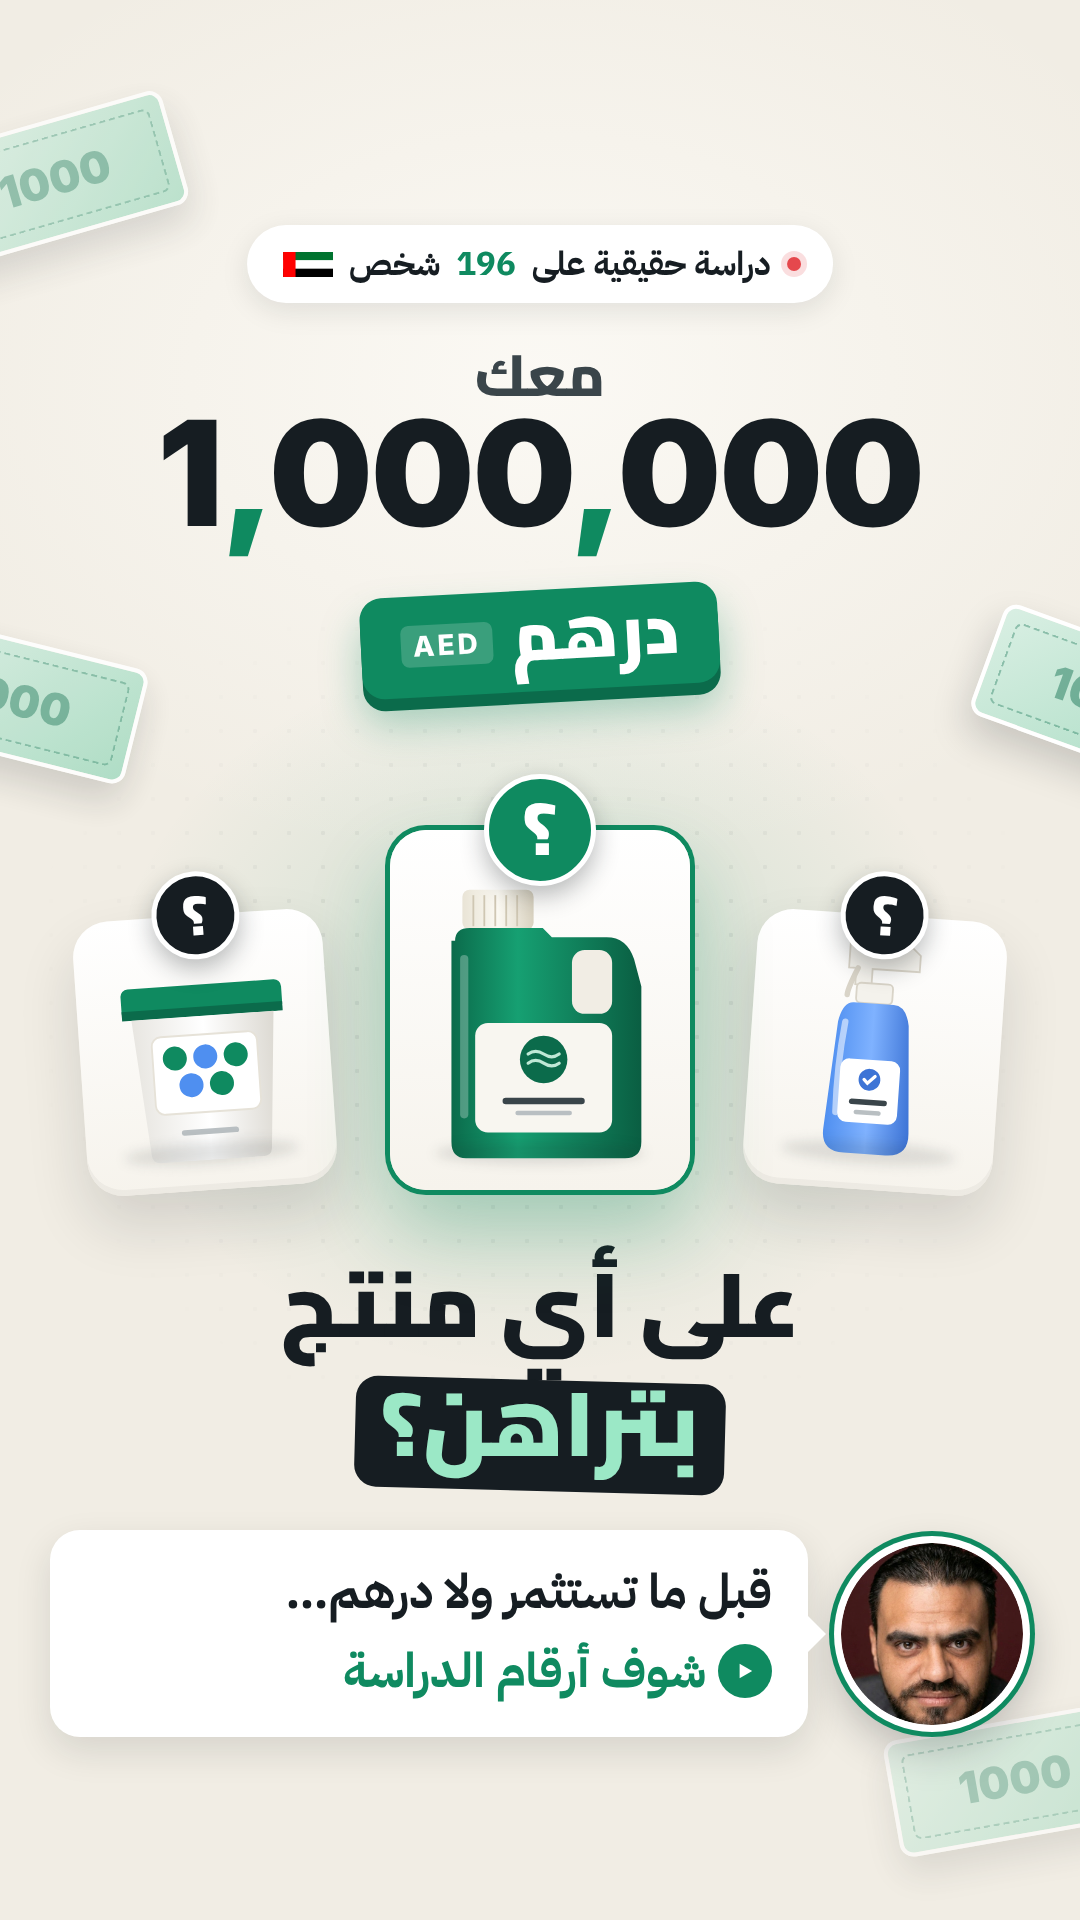 1000
دراسة حقيقية على 196 شخص
معك
1,000,000
درهم AED
000
10
؟
؟
؟
على أي منتج
بتراهن؟
قبل ما تستثمر ولا درهم...
شوف أرقام الدراسة
1000